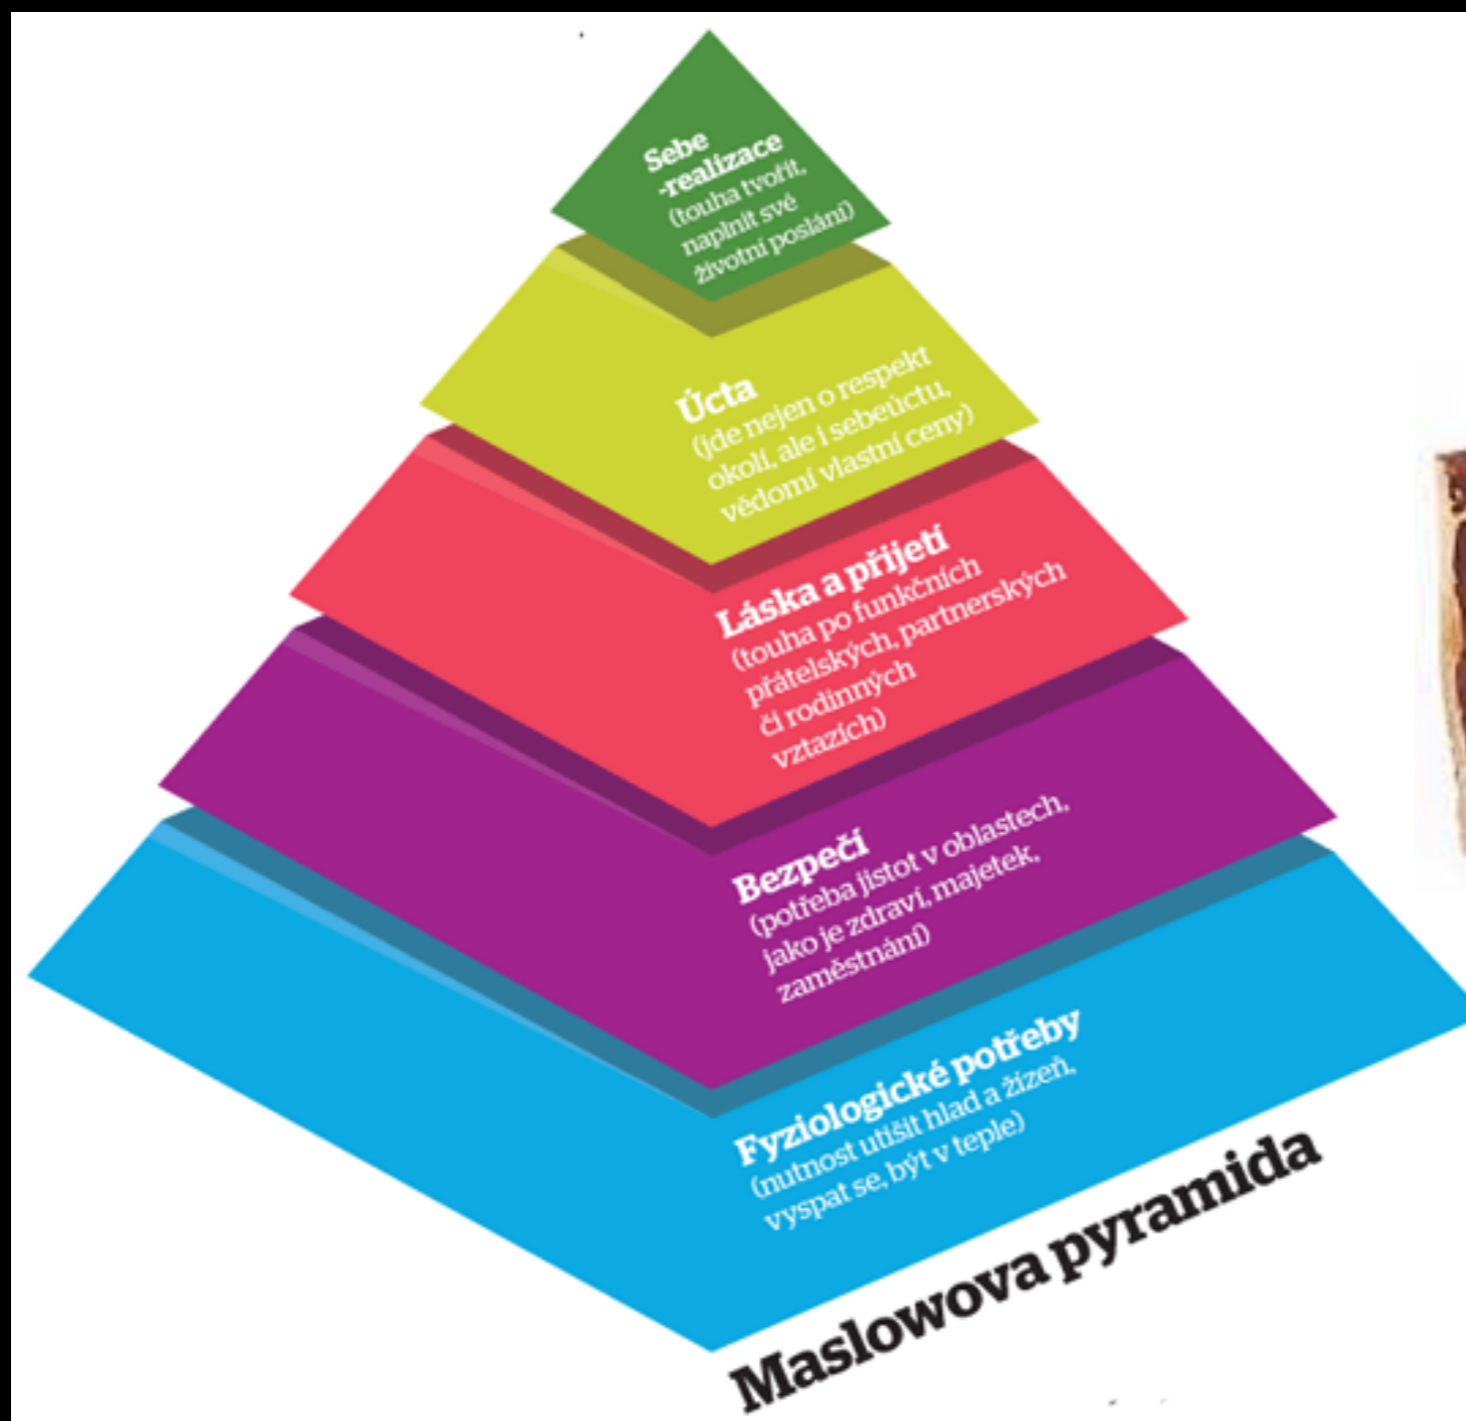 Sebe
-realizace
(touha tvořit,
naplnit své
životní poslání)
Úcta
(jde nejen o respekt
okolí, ale i sebeúctu,
vědomí vlastní ceny)
Láska a přijetí
(touha po funkčních
přátelských, partnerských
či rodinných
vztazích)
Bezpečí
(potřeba jistot v oblastech,
jako je zdraví, majetek,
zaměstnání)
Fyziologické potřeby
(nutnost utišit hlad a žízeň,
vyspat se, být v teple)
Maslowova pyramida